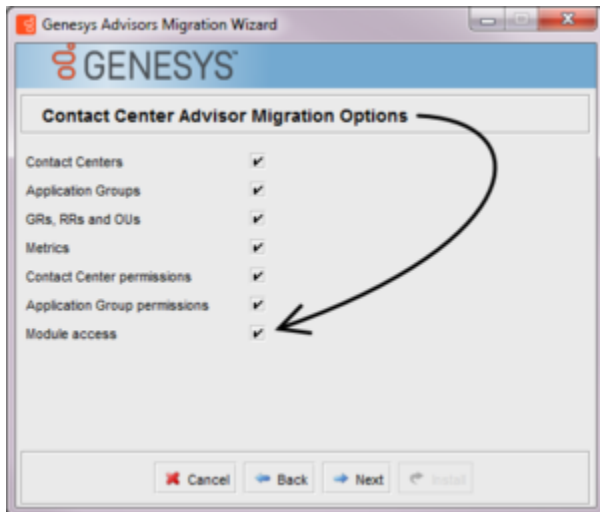 Genesys Advisors Migration Wizard
GENESYS™
Contact Center Advisor Migration Options
Contact Centers
Application Groups
GRs, RRs and OUs
Metrics
Contact Center permissions
Application Group permissions
Module access
Cancel Back Next Install